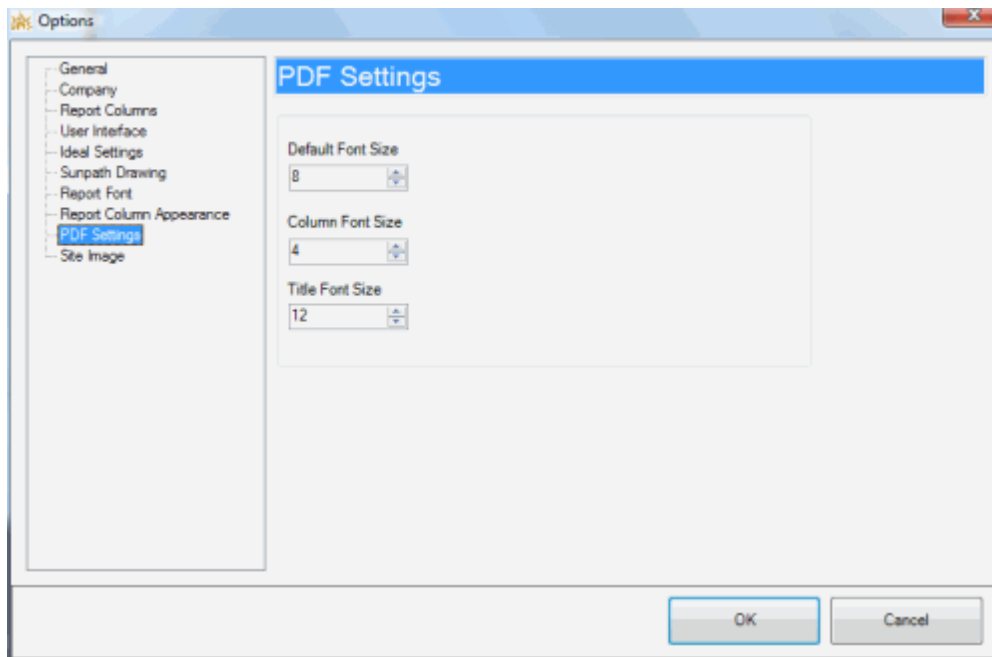 Options
General
Company
Report Columns
User Interface
Ideal Settings
Sunpath Drawing
Report Font
Report Column Appearance
PDF Settings
Site Image
PDF Settings
Default Font Size
8
Column Font Size
4
Title Font Size
12
OK
Cancel